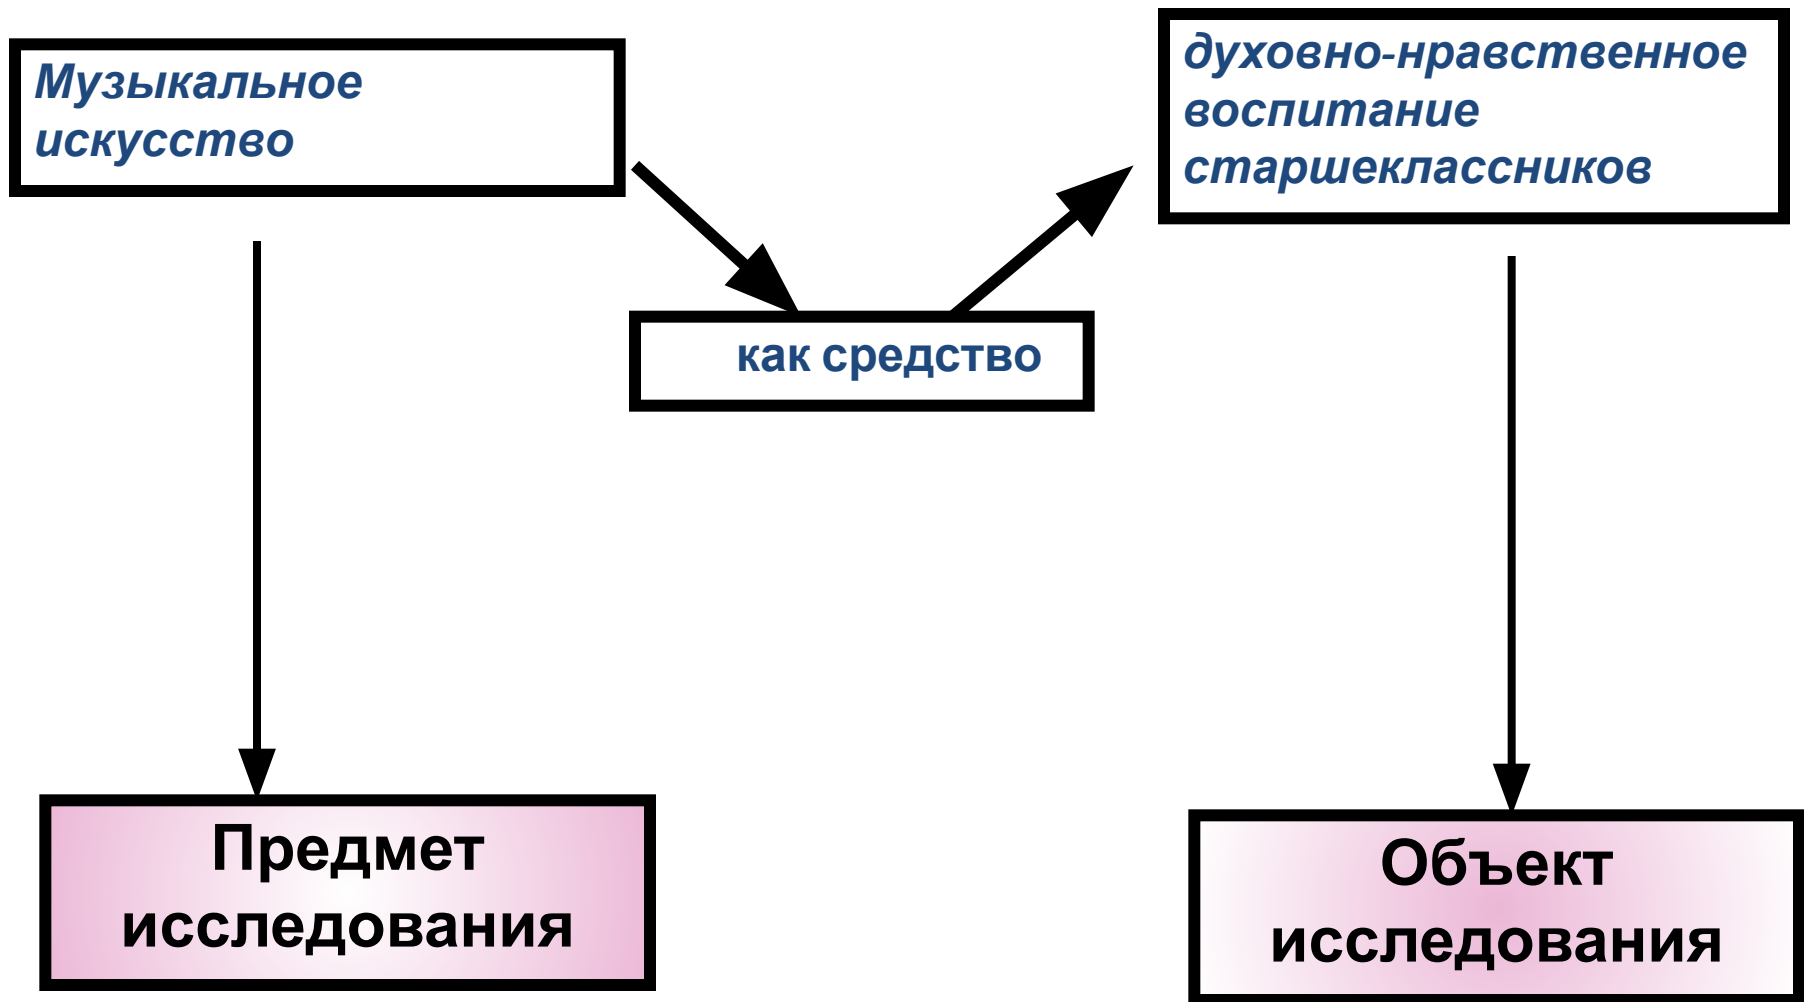 Музыкальное
искусство
духовно-нравственное
воспитание
старшеклассников
как средство
Предмет
исследования
Объект
исследования